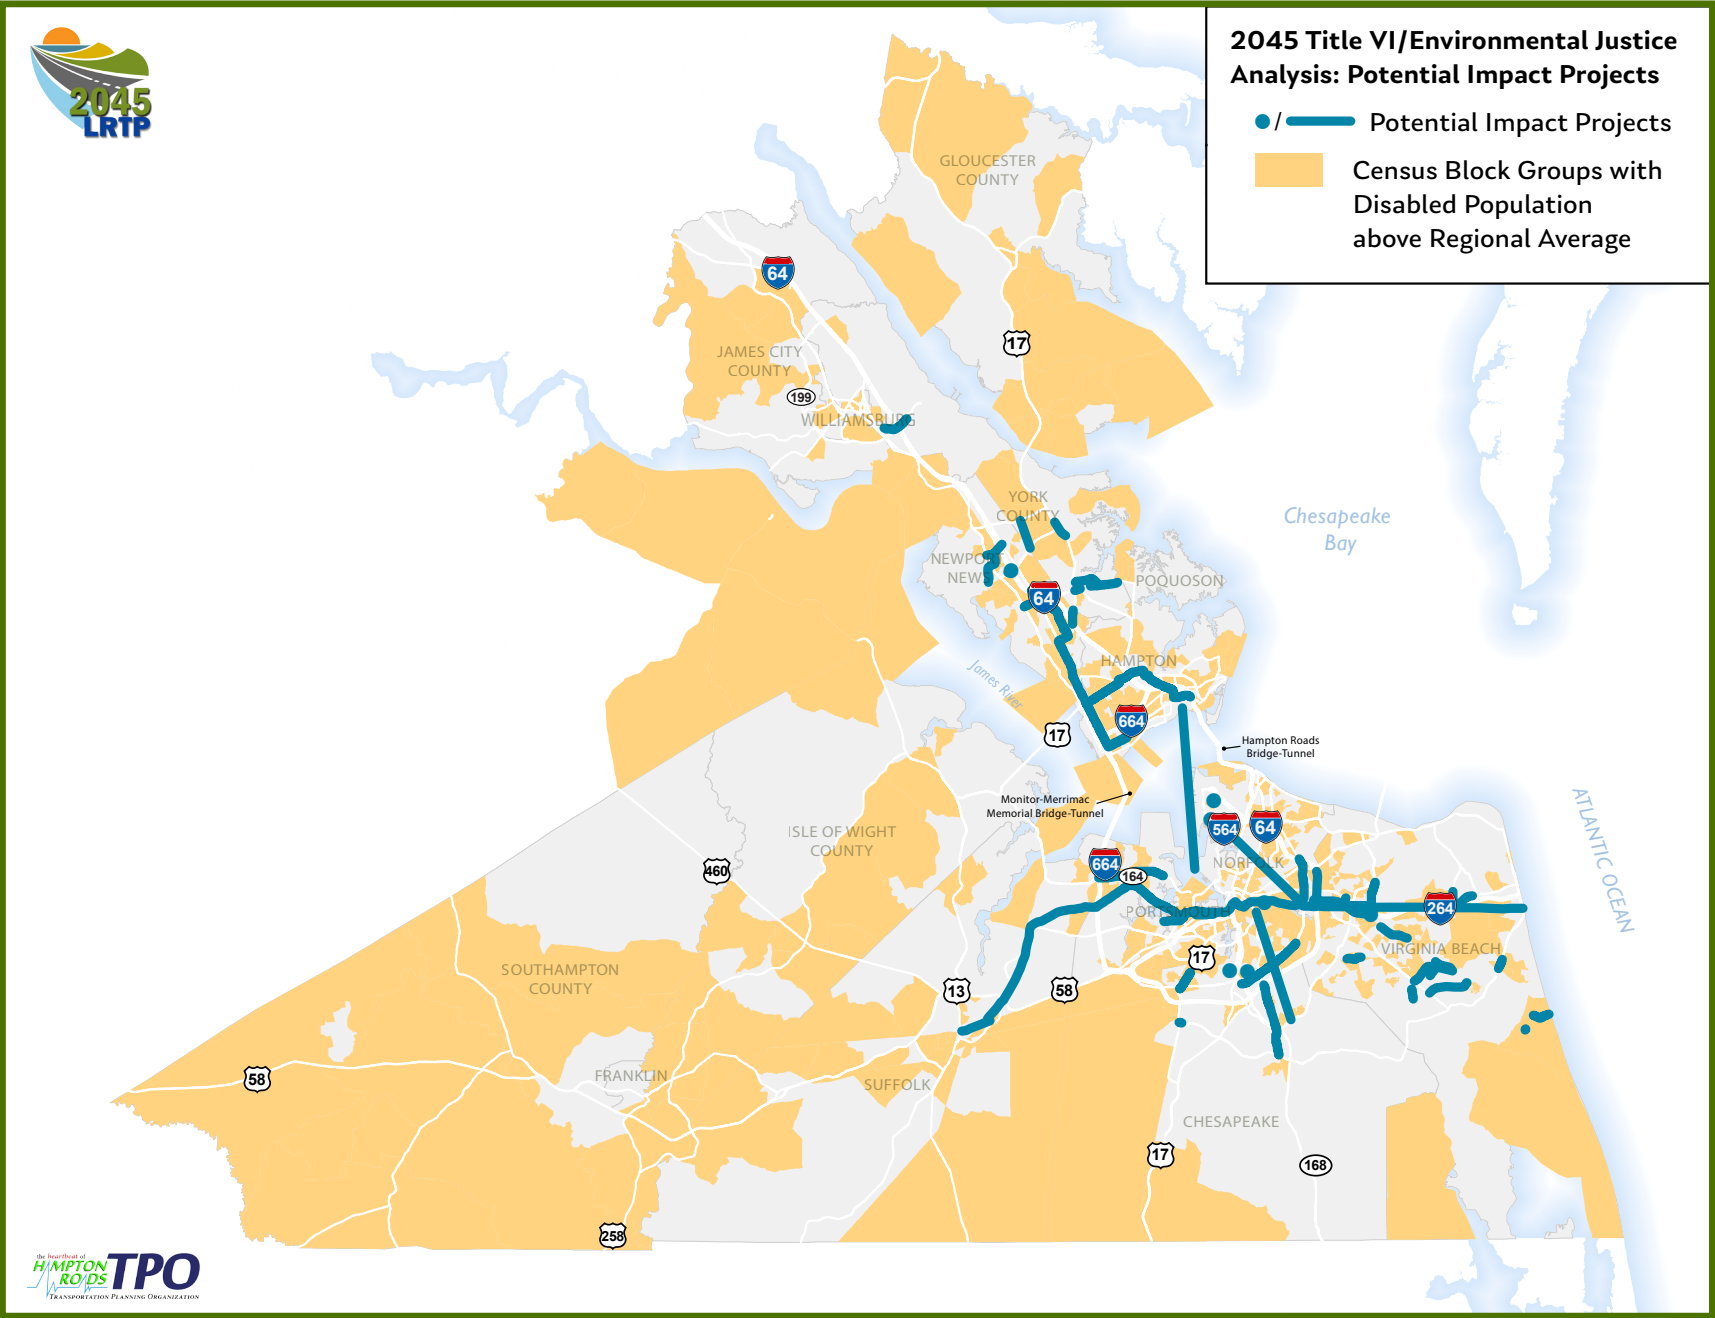 2045
LRTP
2045 Title VI/Environmental Justice
Analysis: Potential Impact Projects
/
Potential Impact Projects
Census Block Groups with
Disabled Population
above Regional Average
GLOUCESTER
COUNTY
64
17
JAMES CITY
COUNTY
199
WILLIAMSBURG
YORK
COUNTY
Chesapeake
Bay
NEWPORT
NEWS
POQUOSON
64
HAMPTON
James River
664
17
Hampton Roads
Bridge-Tunnel
Monitor-Merrimac
Memorial Bridge-Tunnel
ATLANTIC OCEAN
564
64
ISLE OF WIGHT
COUNTY
NORFOLK
664
164
460
PORTSMOUTH
264
VIRGINIA BEACH
17
SOUTHAMPTON
COUNTY
13
58
58
FRANKLIN
SUFFOLK
CHESAPEAKE
17
168
258
the heartbeat of
HAMPTON
ROADS
TPO
TRANSPORTATION PLANNING ORGANIZATION